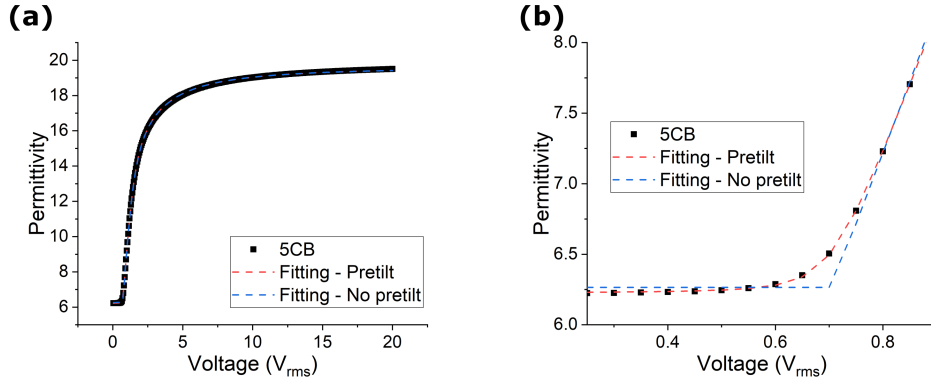 (a)
20
18
16
14
12
10
8
6
Permittivity
5CB
Fitting - Pretilt
Fitting - No pretilt
0 5 10 15 20 25
Voltage (Vrms)
(b)
8.0
7.5
7.0
6.5
6.0
Permittivity
5CB
Fitting - Pretilt
Fitting - No pretilt
0.4 0.6 0.8
Voltage (Vrms)